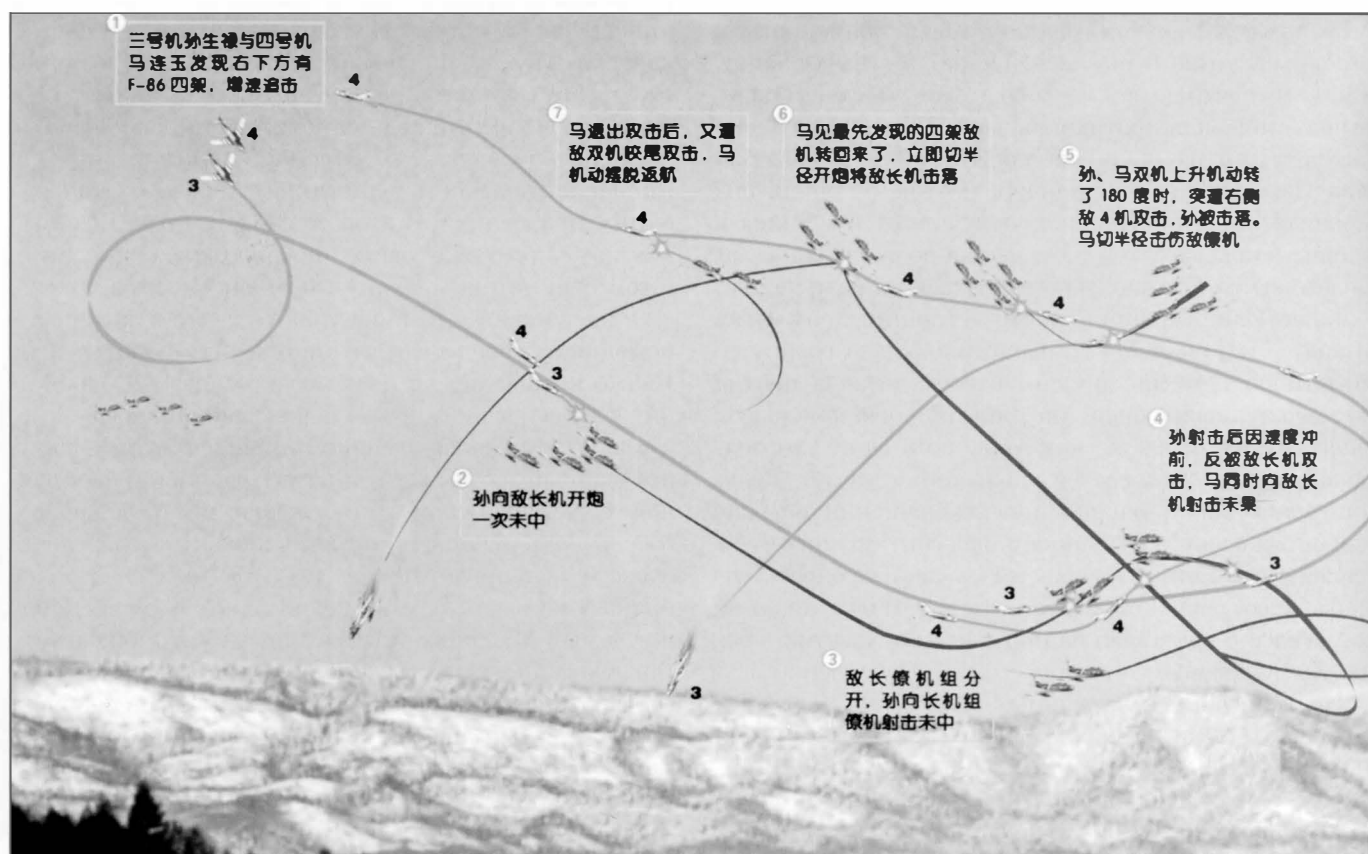 1
三号机孙生禄与四号机
马连玉发现右下方有
F-86四架，增速追击
4
3
2
孙向敌长机开炮
一次未中
4
3
3
敌长僚机组分
开，孙向长机组
僚机射击未中
4
3
4
4
孙射击后因速度冲
前，反被敌长机攻
击，马同时向敌长
机射击未果
3
5
孙、马双机上升机动转
了180度时，突遭右侧
敌4机攻击，孙被击落。
马切半径击伤敌僚机
4
3
6
马见最先发现的四架敌
机转回来了，立即切半
径开炮将敌长机击落
4
7
马退出攻击后，又遭
敌双机咬尾攻击，马
机动摆脱返航
4
4